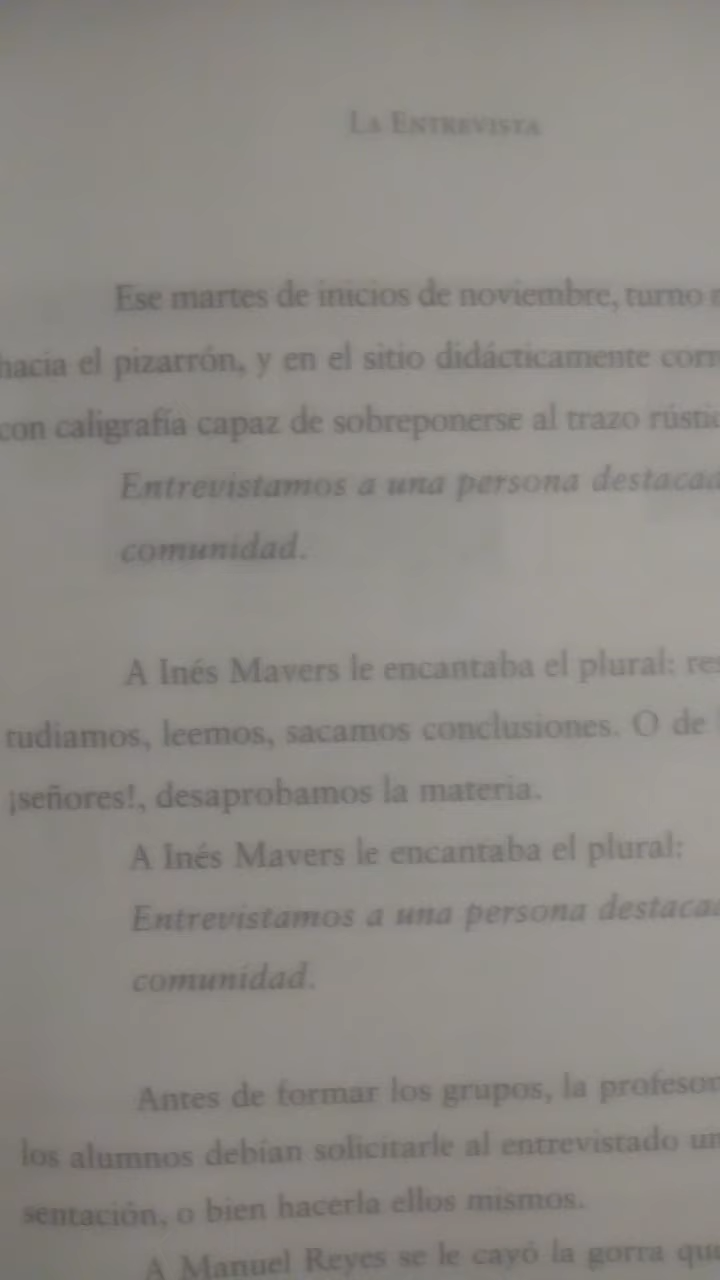 LA ENTREVISTA
Ese martes de inicios de noviembre, turno
hacia el pizarrón, y en el sitio didácticamente
con caligrafía capaz de sobreponerse al trazo
Entrevistamos a una persona
comunidad.
A Inés Mavers le encantaba el plural:
tudiamos, leemos, sacamos conclusiones. O de
¡señores!, desaprobamos la materia.
A Inés Mavers le encantaba el plural:
Entrevistamos a una persona
comunidad.
Antes de formar los grupos, la
los alumnos debían solicitarle al entrevistado
sentación, o bien hacerla ellos mismos.
A Manuel Reyes se le cayó la gorra